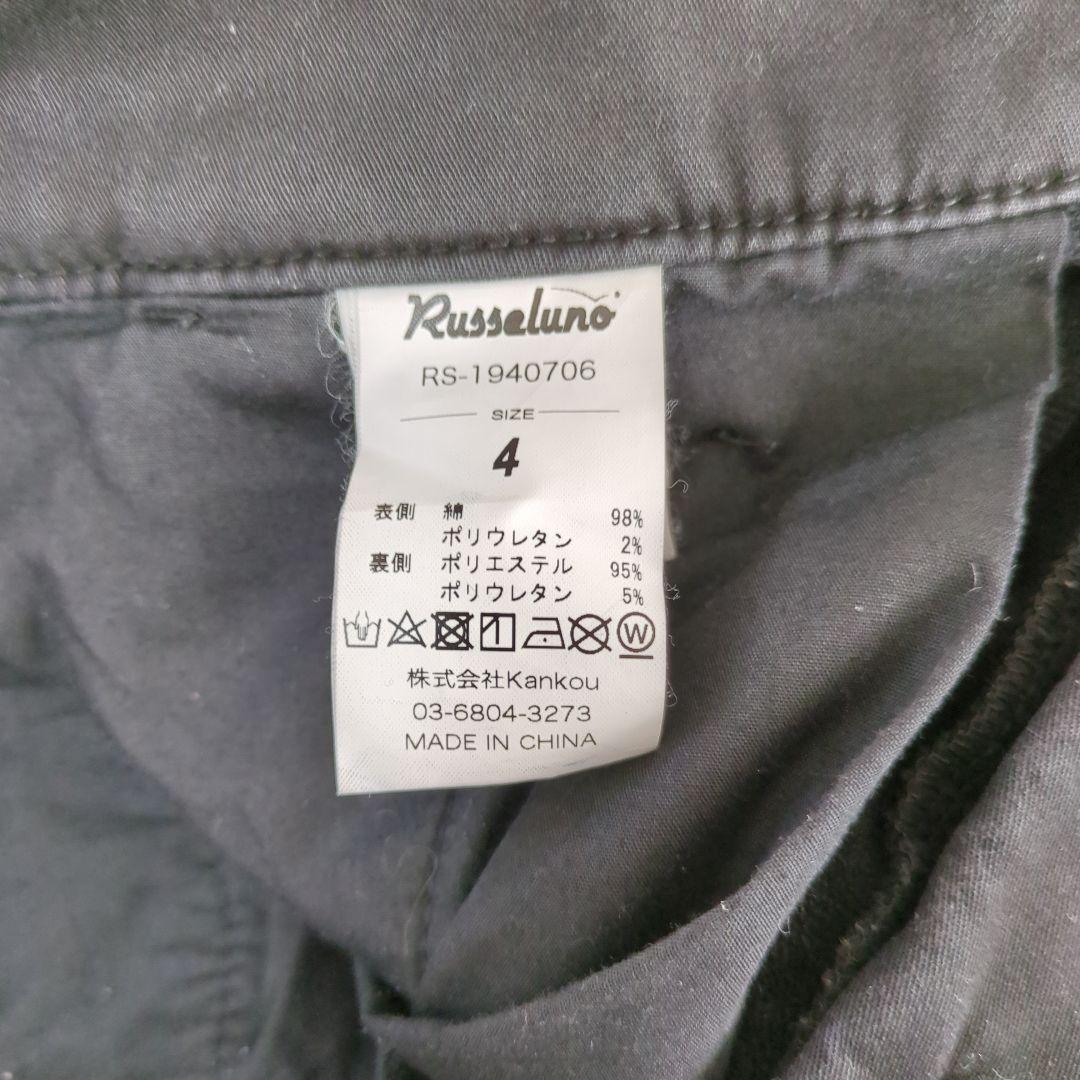 Russeluno
RS-1940706
SIZE
4
表側 綿 98%
ポリウレタン 2%
裏側 ポリエステル 95%
ポリウレタン 5%
W
株式会社Kankou
03-6804-3273
MADE IN CHINA